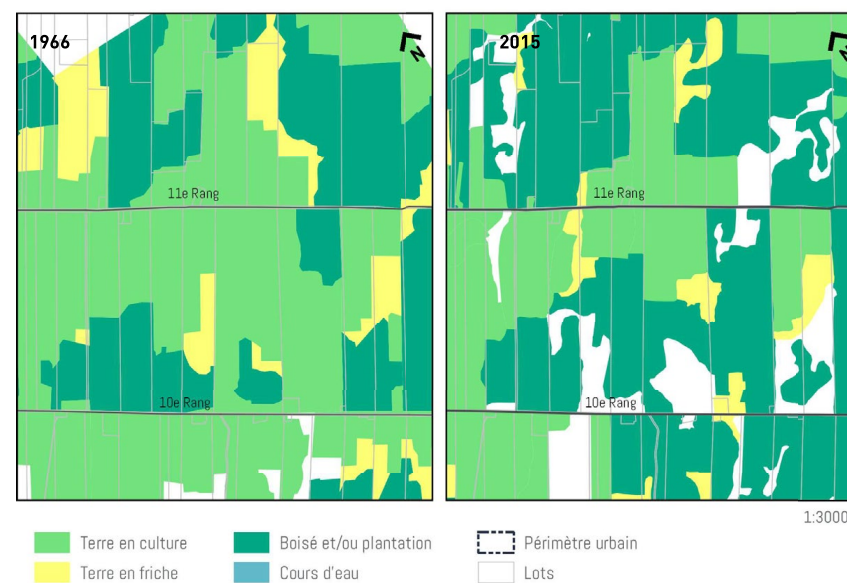 1966
N
2015
N
11e Rang
11e Rang
10e Rang
10e Rang
1:3000
Terre en culture
Boisé et/ou plantation
Périmètre urbain
Terre en friche
Cours d'eau
Lots